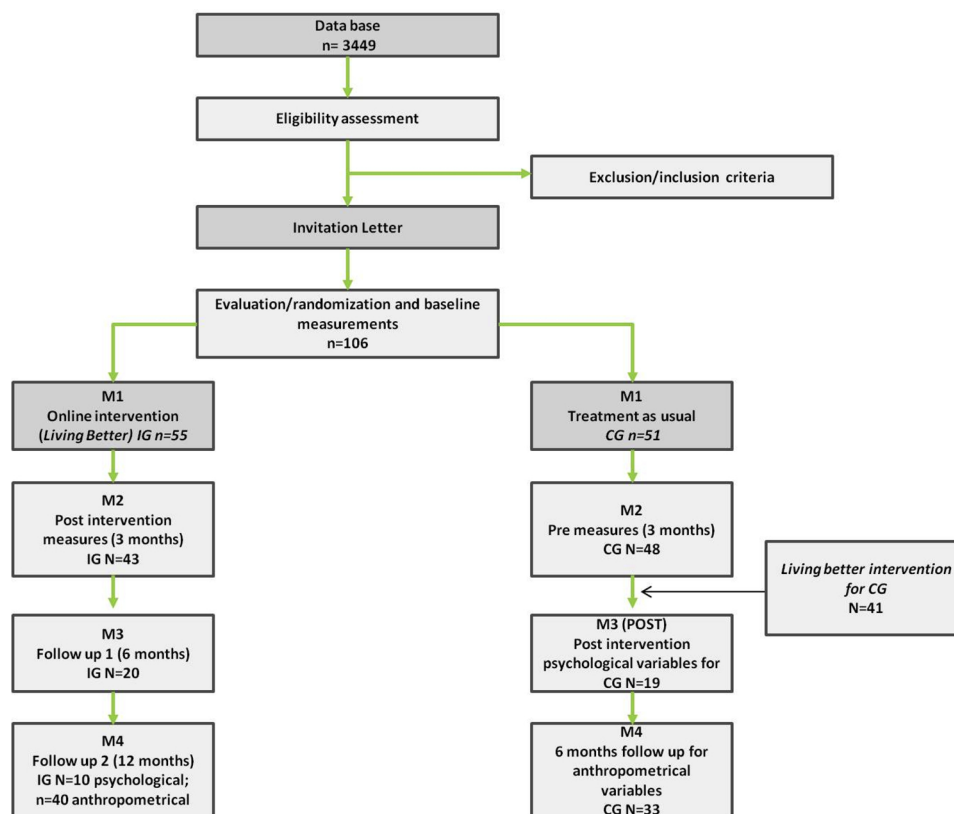 Data base
n= 3449
Eligibility assessment
Exclusion/inclusion criteria
Invitation Letter
Evaluation/randomization and baseline
measurements
n=106
M1
Online intervention
(Living Better) IG n=55
M1
Treatment as usual
CG n=51
M2
Post intervention
measures (3 months)
IG N=43
M2
Pre measures (3 months)
CG N=48
Living better intervention
for CG
N=41
M3
Follow up 1 (6 months)
IG N=20
M3 (POST)
Post intervention
psychological variables for
CG N=19
M4
Follow up 2 (12 months)
IG N=10 psychological;
n=40 anthropometrical
M4
6 months follow up for
anthropometrical
variables
CG N=33